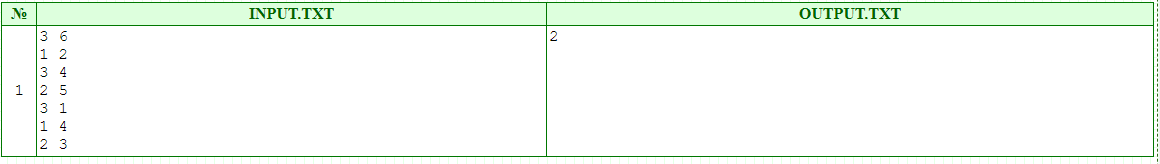 № INPUT.TXT OUTPUT.TXT
3 6 2
1 2
3 4
1 2 5
3 1
1 4
2 3